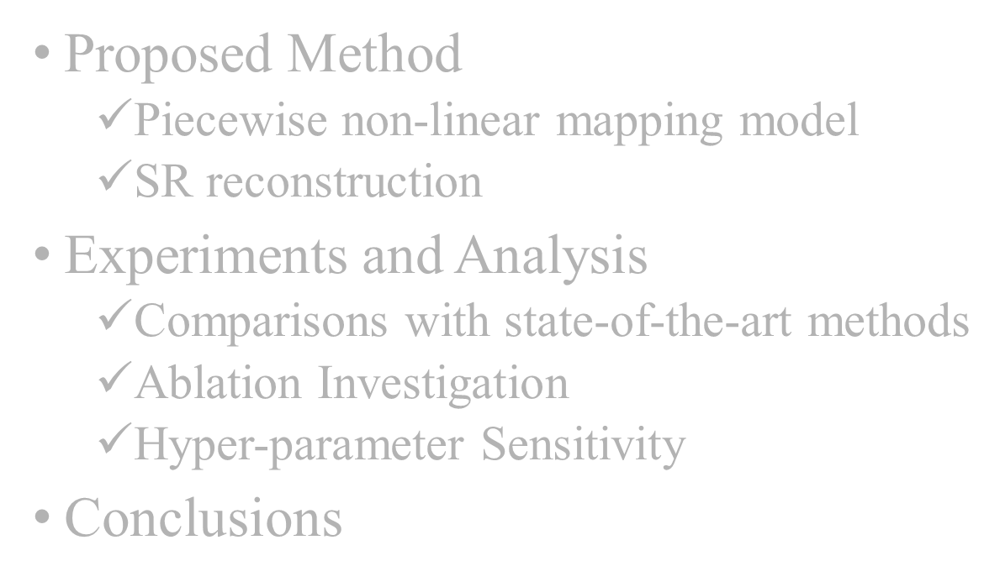 • Proposed Method
✓Piecewise non-linear mapping model
✓SR reconstruction
• Experiments and Analysis
✓Comparisons with state-of-the-art methods
✓Ablation Investigation
✓Hyper-parameter Sensitivity
• Conclusions